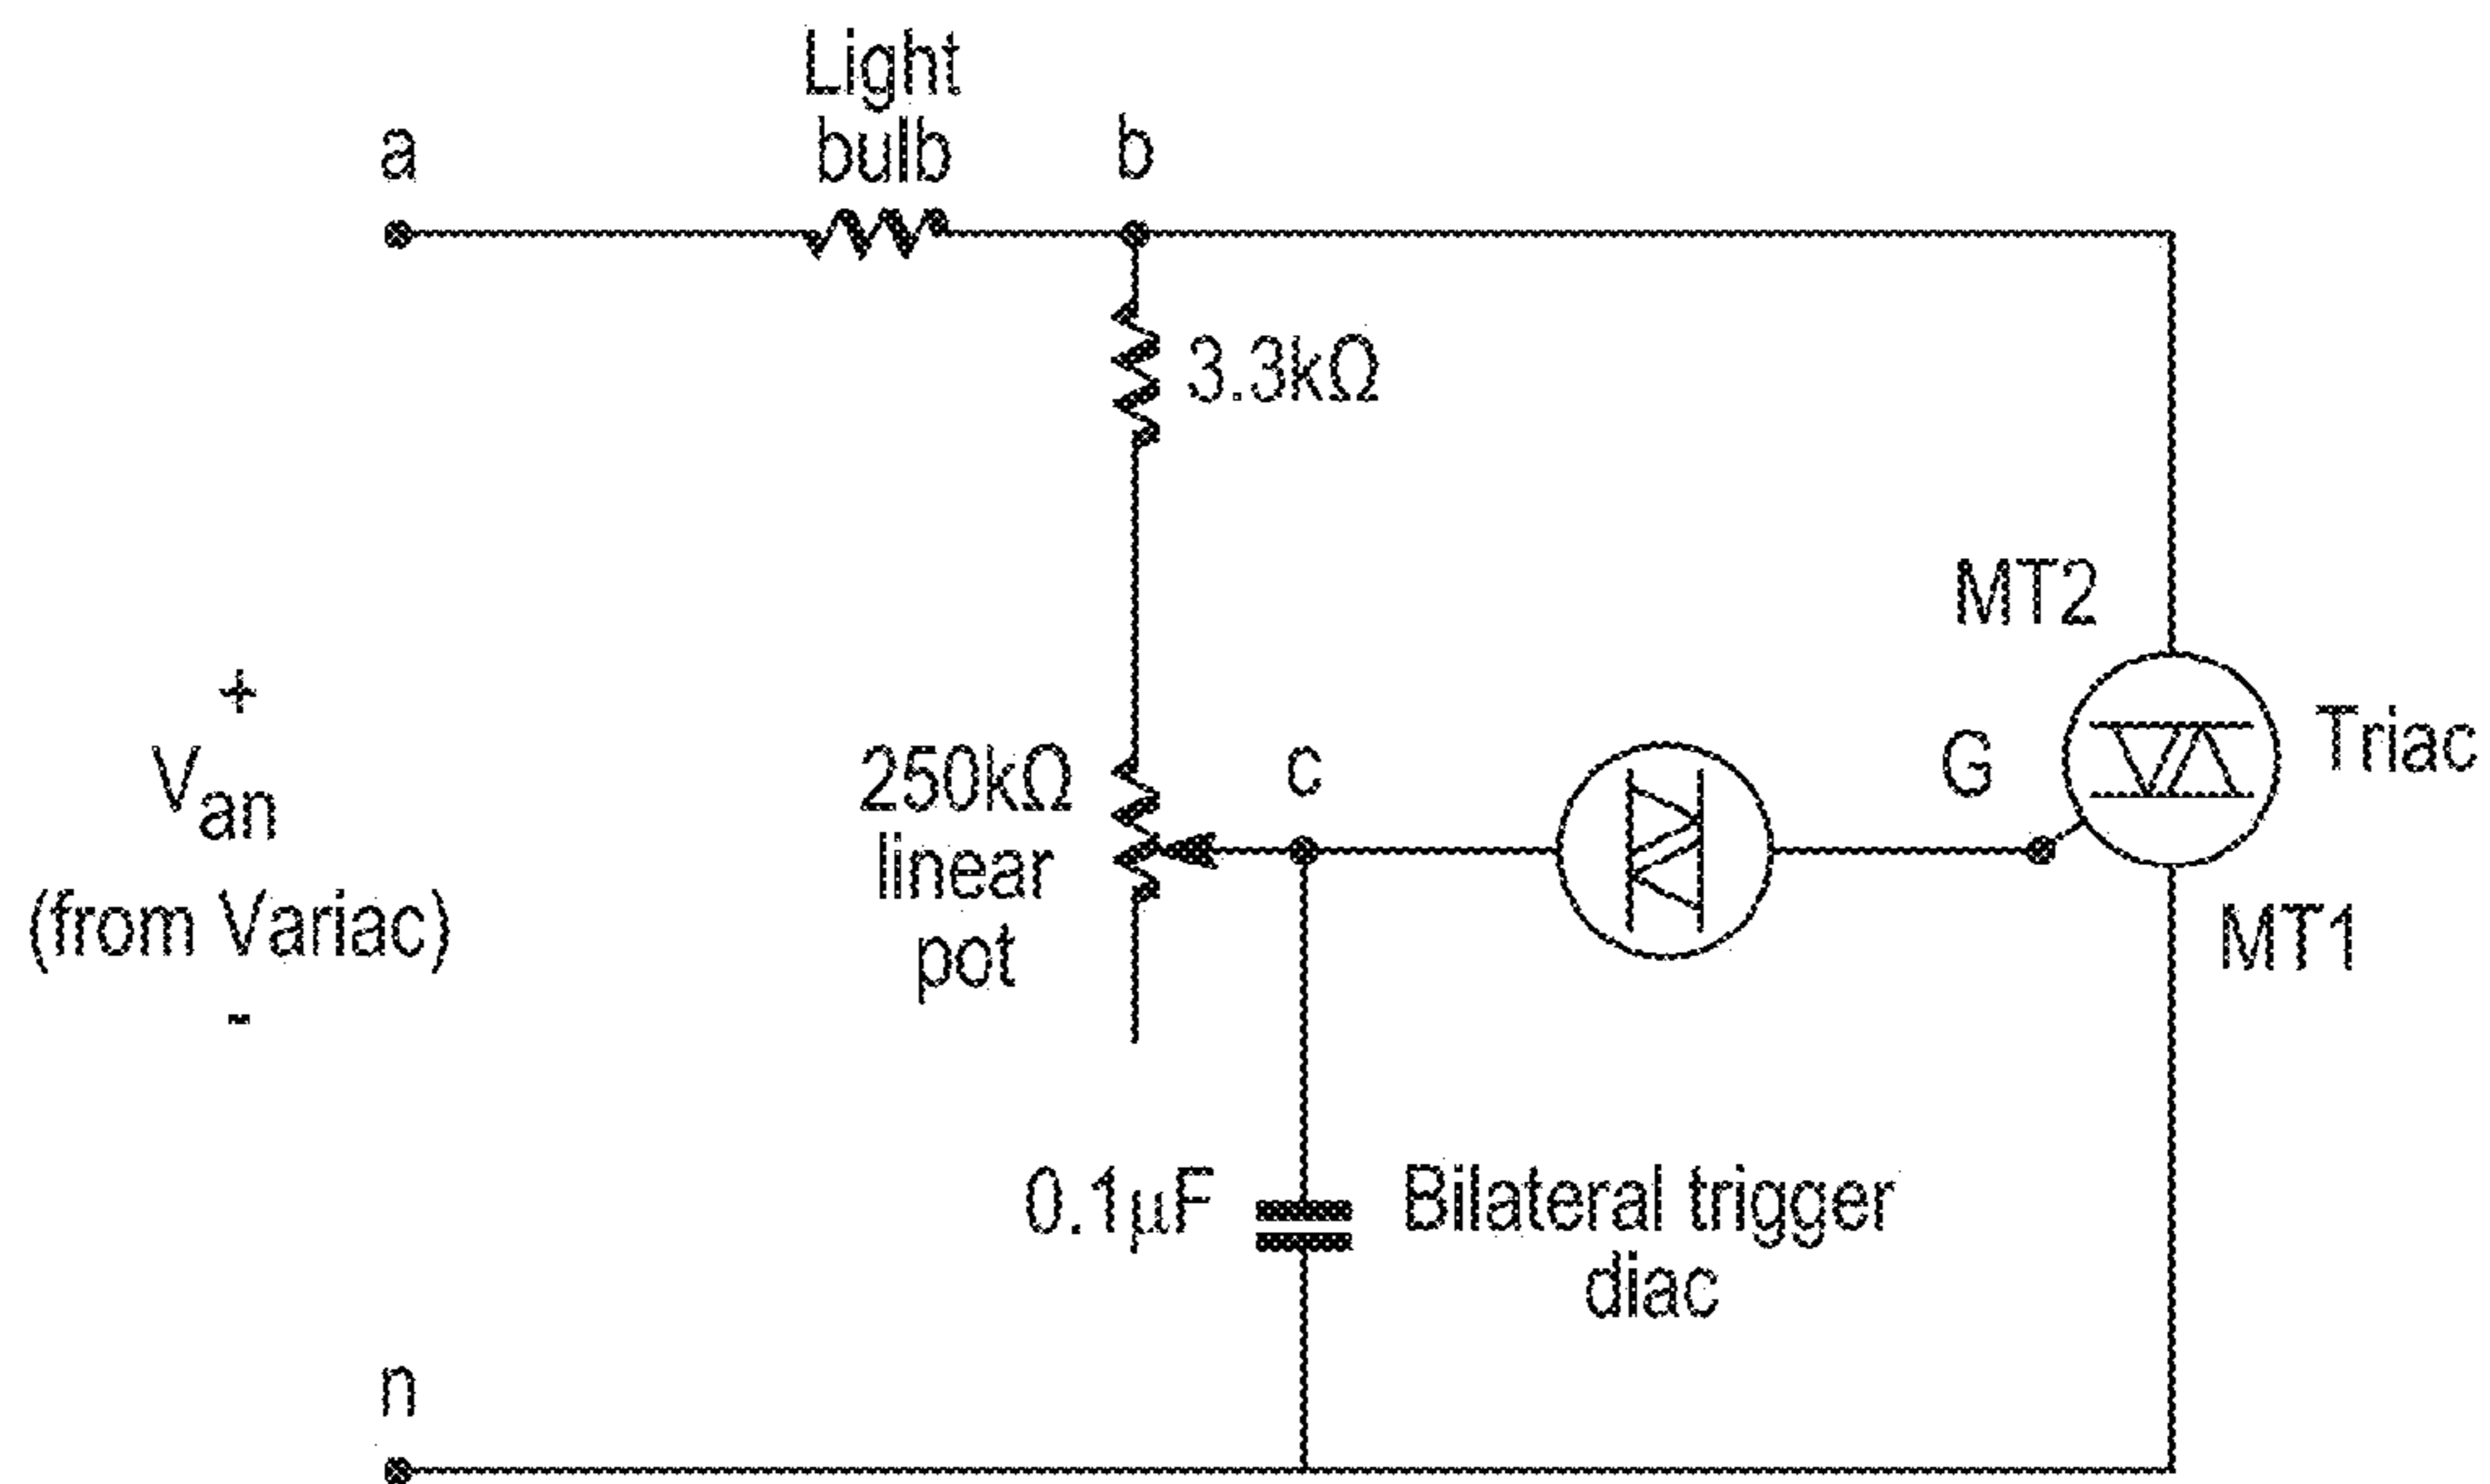 Light
bulb
a
b
3.3kΩ
MT2
+
Van
(from Variac)
-
250kΩ
linear
pot
c
G
Triac
MT1
0.1μF
Bilateral trigger
diac
n